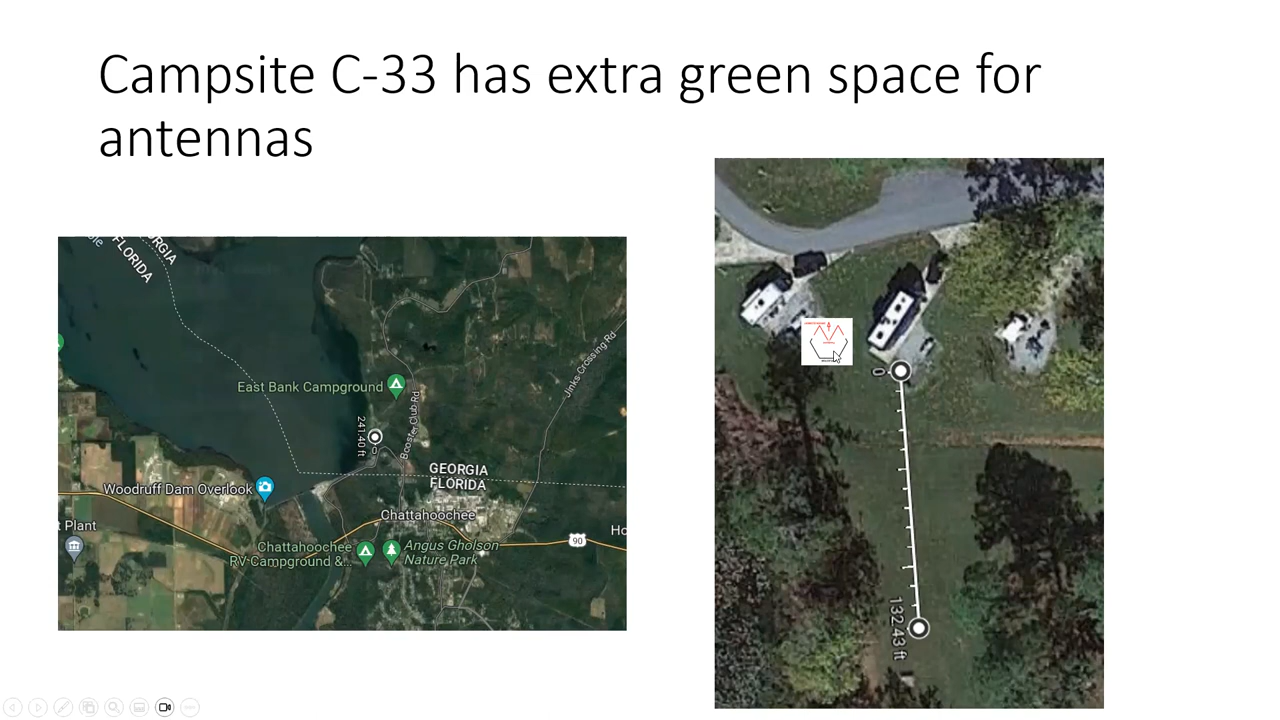 Campsite C-33 has extra green space for
antennas
GEORGIA
FLORIDA
East Bank Campground
Jinks Crossing Rd
Booster Club Rd
241.40 ft
0
GEORGIA
FLORIDA
Woodruff Dam Overlook
Chattahoochee
t Plant
Ho
90
Chattahoochee
RV Campground &...
Angus Gholson
Nature Park
0
132.43 ft